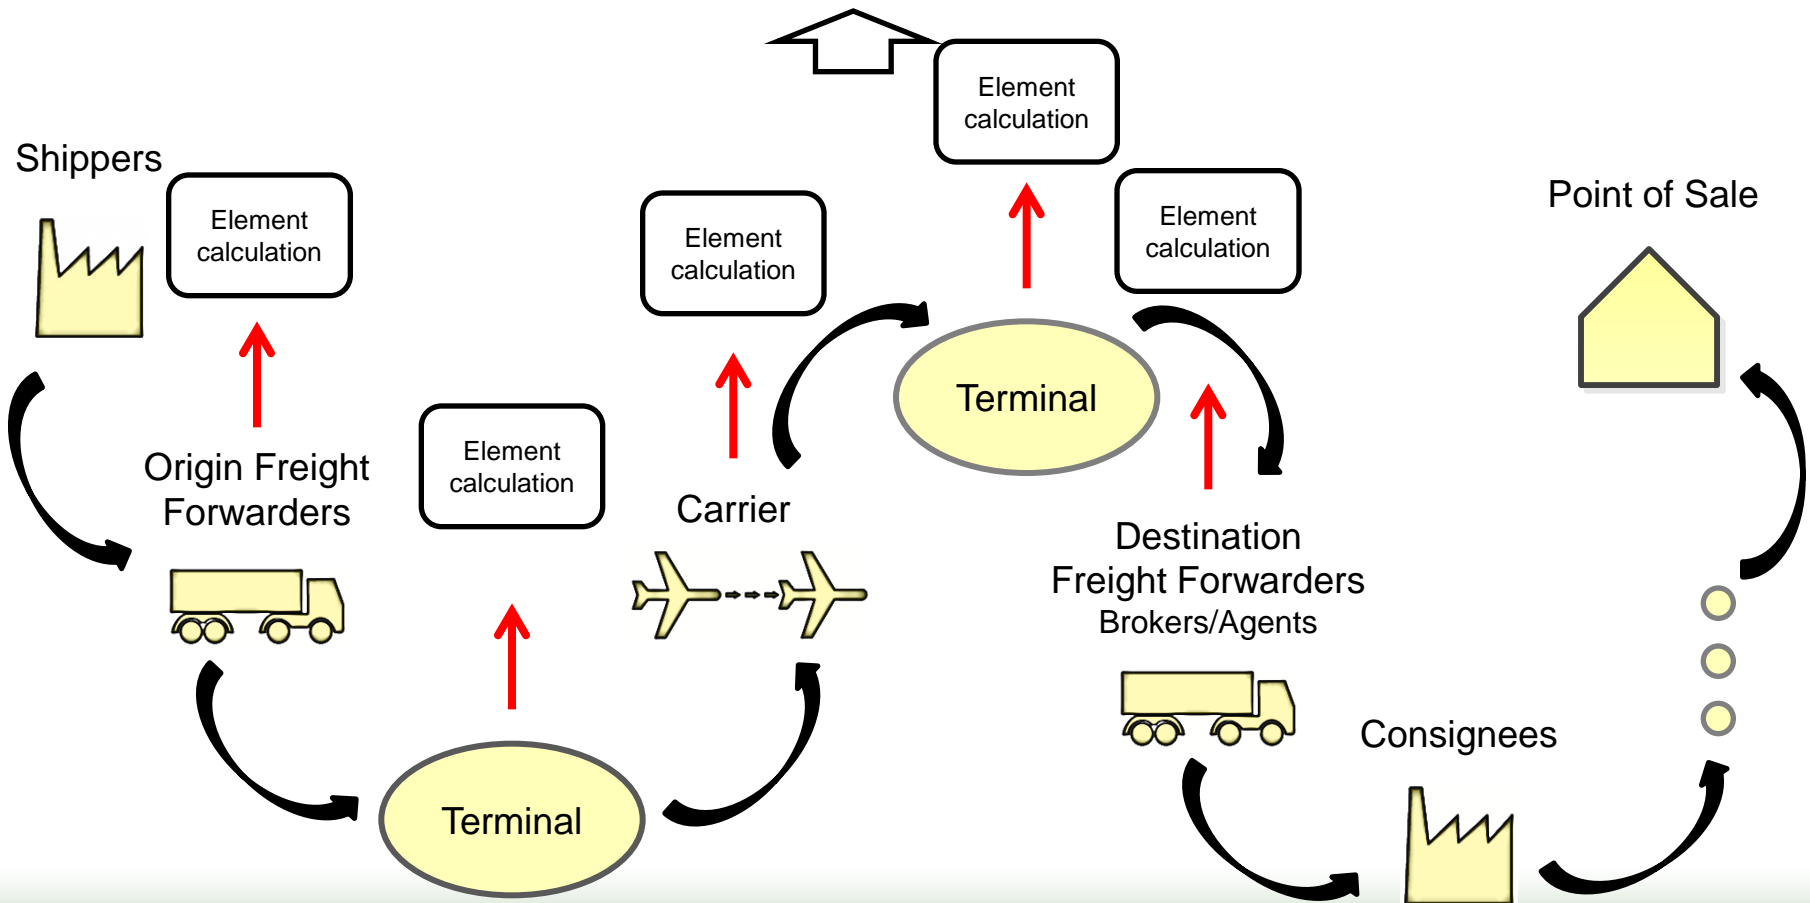 Shippers
Element
calculation
Origin Freight
Forwarders
Element
calculation
Terminal
Element
calculation
Carrier
Element
calculation
Terminal
Element
calculation
Destination
Freight Forwarders
Brokers/Agents
Consignees
Point of Sale